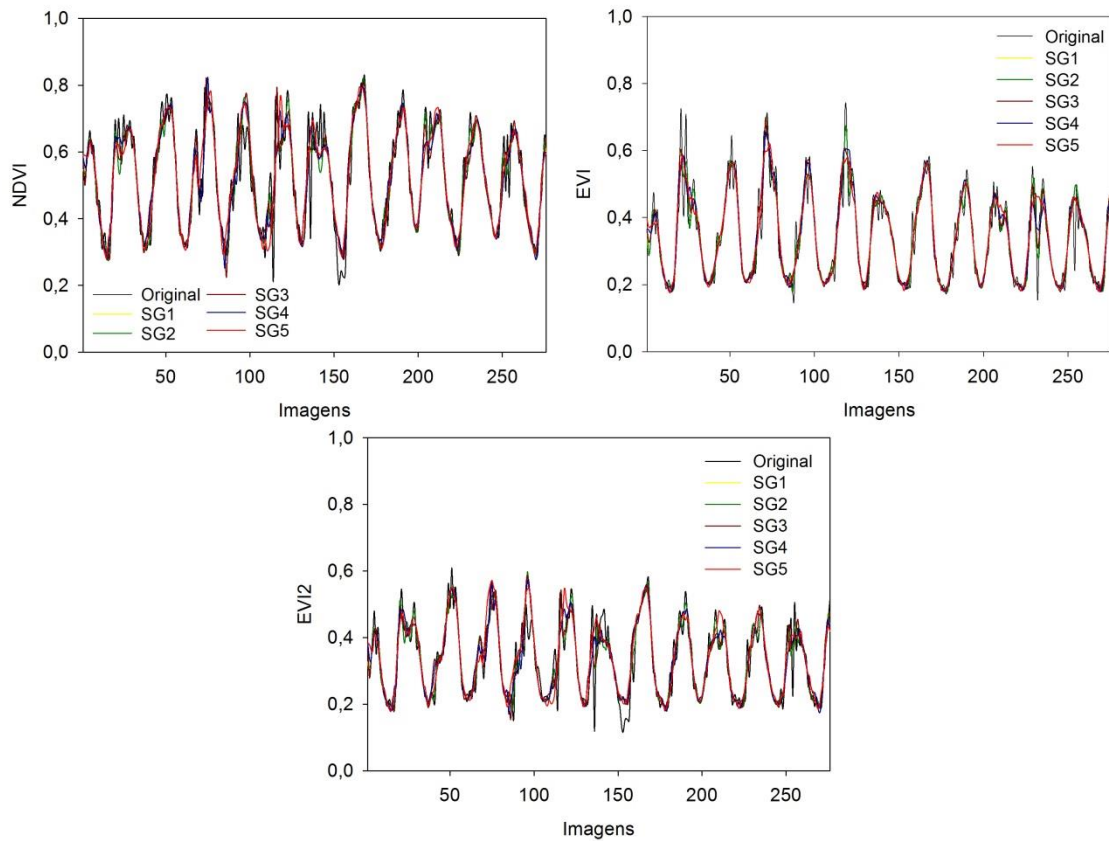 NDVI
1,0
0,8
0,6
0,4
0,2
0,0
Original
SG1
SG2
SG3
SG4
SG5
50
100
150
200
250
Imagens
EVI
1,0
0,8
0,6
0,4
0,2
0,0
Original
SG1
SG2
SG3
SG4
SG5
50
100
150
200
250
Imagens
EVI2
1,0
0,8
0,6
0,4
0,2
0,0
Original
SG1
SG2
SG3
SG4
SG5
50
100
150
200
250
Imagens